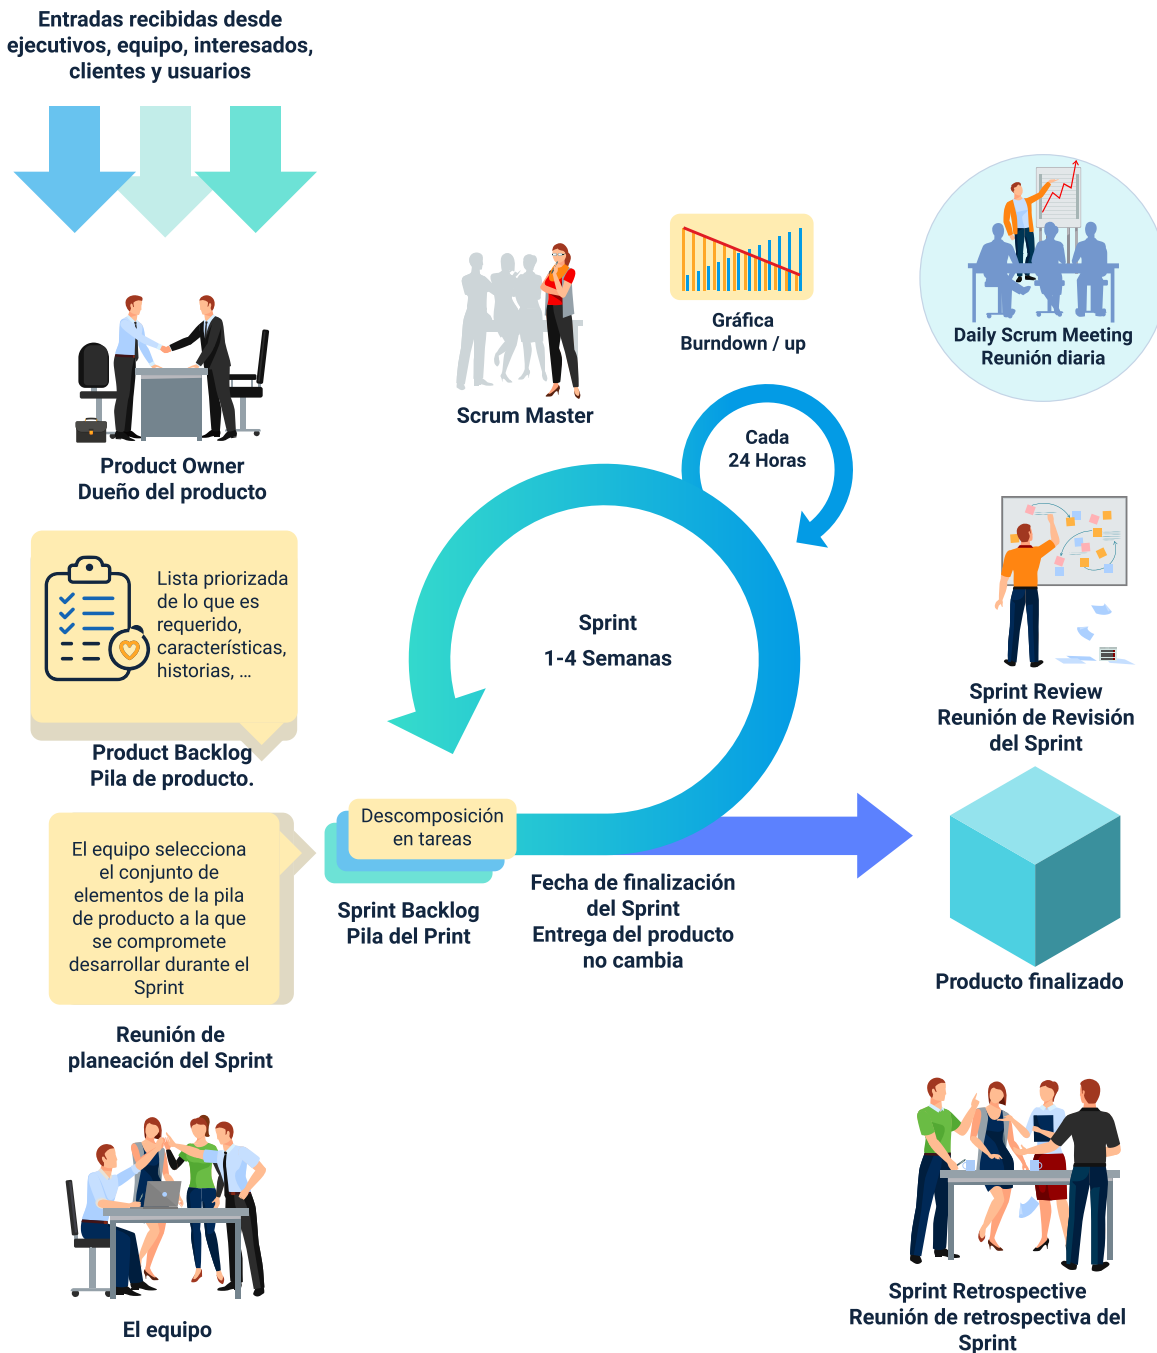 Entradas recibidas desde
ejecutivos, equipo, interesados,
clientes y usuarios
Product Owner
Dueño del producto
Lista priorizada
de lo que es
requerido,
características,
historias, ...
Product Backlog
Pila de producto.
El equipo selecciona
el conjunto de
elementos de la pila
de producto a la que
se compromete
desarrollar durante el
Sprint
Reunión de
planeación del Sprint
El equipo
Scrum Master
Gráfica
Burndown / up
Cada
24 Horas
Sprint
1-4 Semanas
Descomposición
en tareas
Sprint Backlog
Pila del Print
Fecha de finalización
del Sprint
Entrega del producto
no cambia
Daily Scrum Meeting
Reunión diaria
Sprint Review
Reunión de Revisión
del Sprint
Producto finalizado
Sprint Retrospective
Reunión de retrospectiva del
Sprint